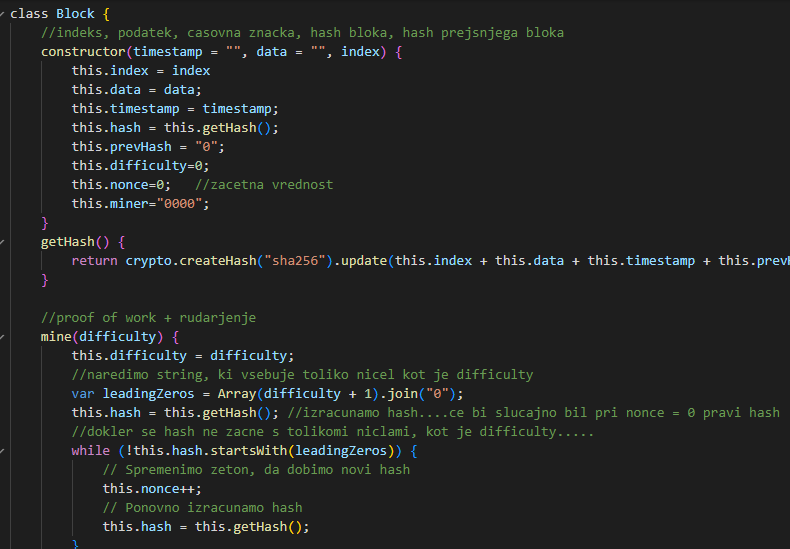 class Block {
//indeks, podatek, casovna znacka, hash bloka, hash prejsnjega bloka
constructor(timestamp = "", data = "", index) {
this.index = index
this.data = data;
this.timestamp = timestamp;
this.hash = this.getHash();
this.prevHash = "0";
this.difficulty=0;
this.nonce=0; //zacetna vrednost
this.miner="0000";
}
getHash() {
return crypto.createHash("sha256").update(this.index + this.data + this.timestamp + this.prev
}
//proof of work + rudarjenje
mine(difficulty) {
this.difficulty = difficulty;
//naredimo string, ki vsebuje toliko nicel kot je difficulty
var leadingZeros = Array(difficulty + 1).join("0");
this.hash = this.getHash(); //izracunamo hash....ce bi slucajno bil pri nonce = 0 pravi hash
//dokler se hash ne zacne s tolikomi niclami, kot je difficulty.....
while (!this.hash.startsWith(leadingZeros)) {
// Spremenimo zeton, da dobimo novi hash
this.nonce++;
// Ponovno izracunamo hash
this.hash = this.getHash();
}